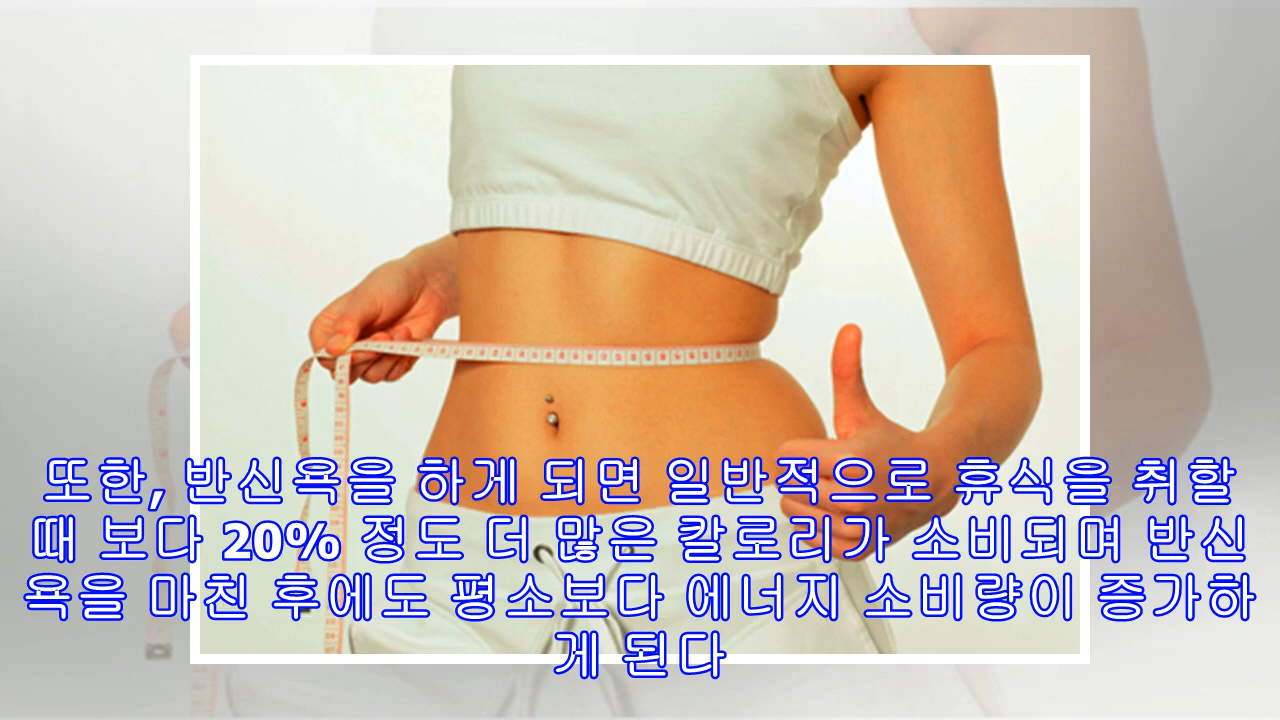 또한, 반신욕을 하게 되면 일반적으로 휴식을 취할
때 보다 20% 정도 더 많은 칼로리가 소비되며 반신
욕을 마친 후에도 평소보다 에너지 소비량이 증가하
게 된다